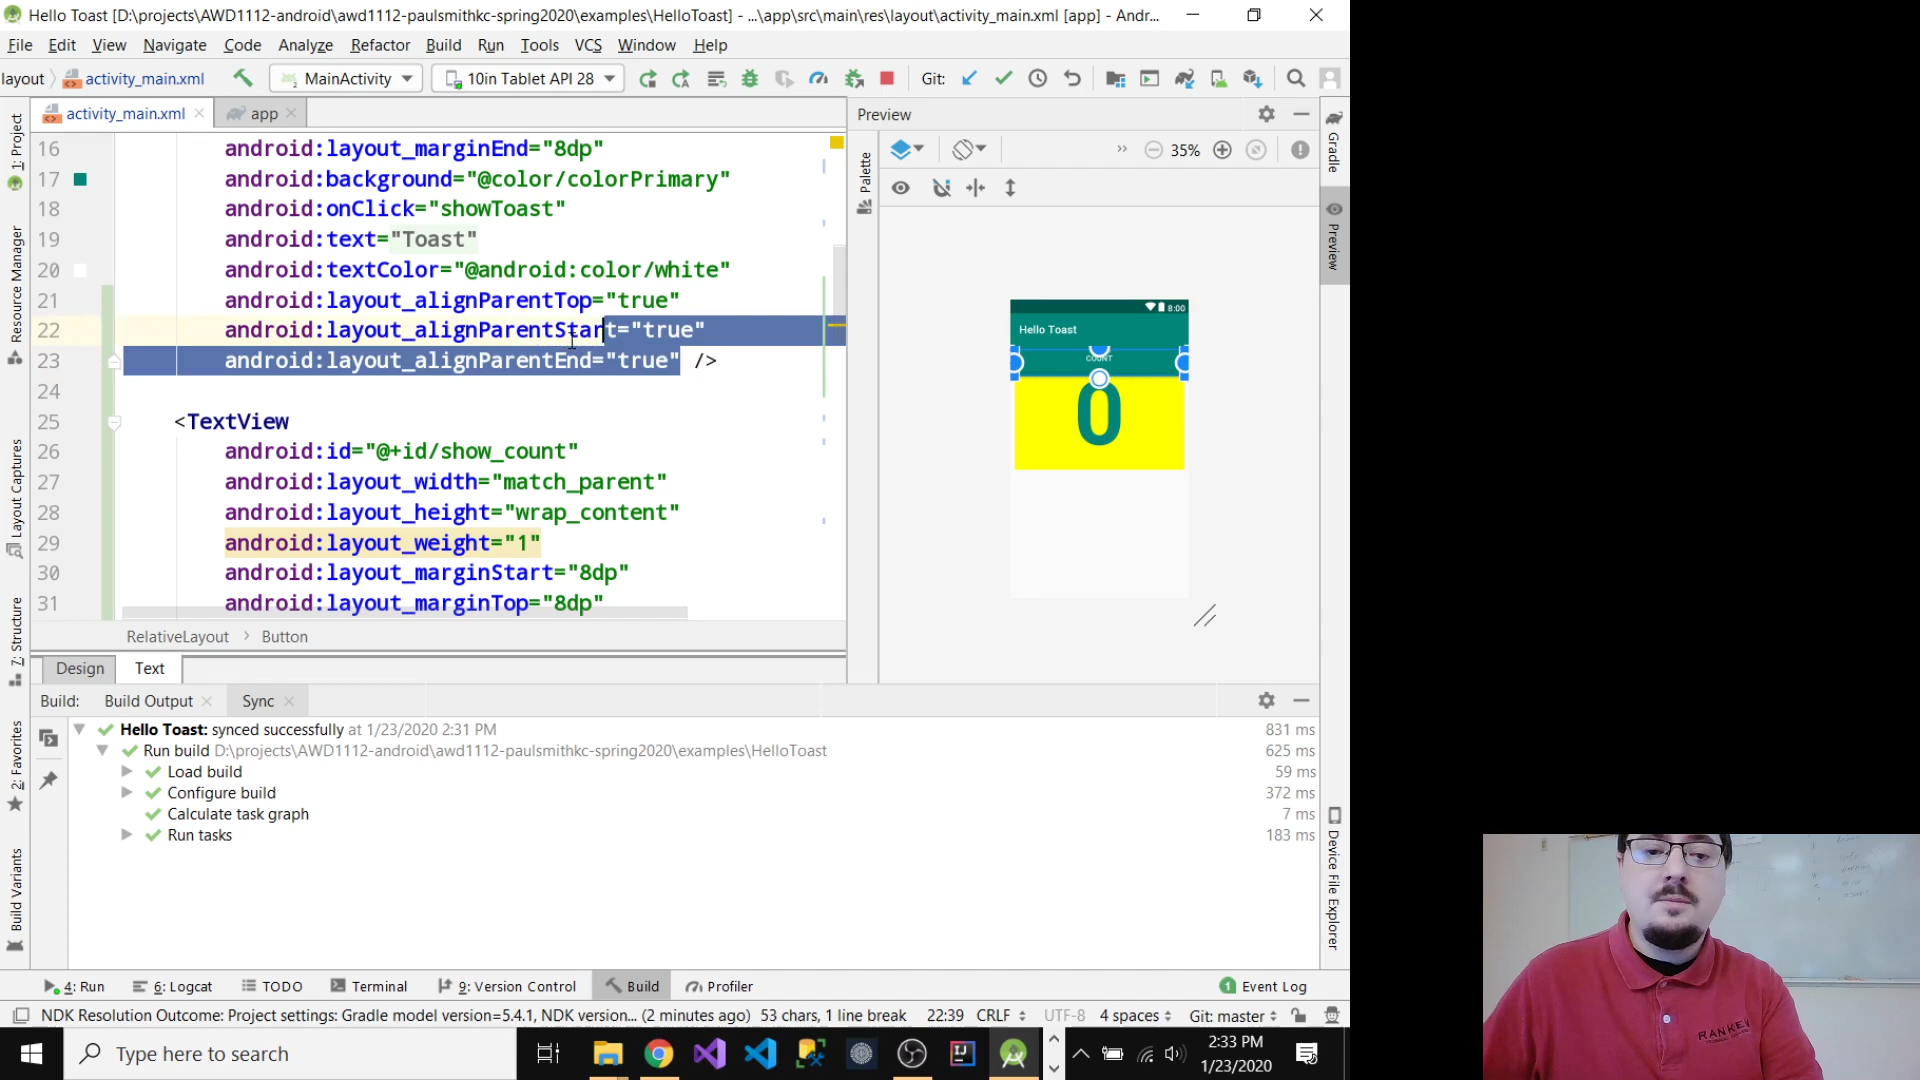 Hello Toast [D:\projects\AWD1112-android\awd1112-paulsmithkc-spring2020\examples\HelloToast] - ...\app\src\main\res\layout\activity_main.xml [app] - Andr...
File Edit View Navigate Code Analyze Refactor Build Run Tools VCS Window Help
layout activity_main.xml MainActivity 10in Tablet API 28 Git:
activity_main.xml app Preview
16 android:layout_marginEnd="8dp"
17 android:background="@color/colorPrimary"
18 android:onClick="showToast"
19 android:text="Toast"
20 android:textColor="@android:color/white"
21 android:layout_alignParentTop="true"
22 android:layout_alignParentStart="true"
23 android:layout_alignParentEnd="true" />
24
25 <TextView
26 android:id="@+id/show_count"
27 android:layout_width="match_parent"
28 android:layout_height="wrap_content"
29 android:layout_weight="1"
30 android:layout_marginStart="8dp"
31 android:layout_marginTop="8dp"
RelativeLayout > Button
Design Text
1: Project
Resource Manager
Layout Captures
7: Structure
2: Favorites
Build Variants
Palette
35%
8:00
Hello Toast
COUNT
0
Gradle
Preview
Device File Explorer
Build: Build Output Sync
Hello Toast: synced successfully at 1/23/2020 2:31 PM 831 ms
Run build D:\projects\AWD1112-android\awd1112-paulsmithkc-spring2020\examples\HelloToast 625 ms
Load build 59 ms
Configure build 372 ms
Calculate task graph 7 ms
Run tasks 183 ms
4: Run 6: Logcat TODO Terminal 9: Version Control Build Profiler 1 Event Log
NDK Resolution Outcome: Project settings: Gradle model version=5.4.1, NDK version... (2 minutes ago) 53 chars, 1 line break 22:39 CRLF UTF-8 4 spaces Git: master
Type here to search
2:33 PM
1/23/2020
RANKEN